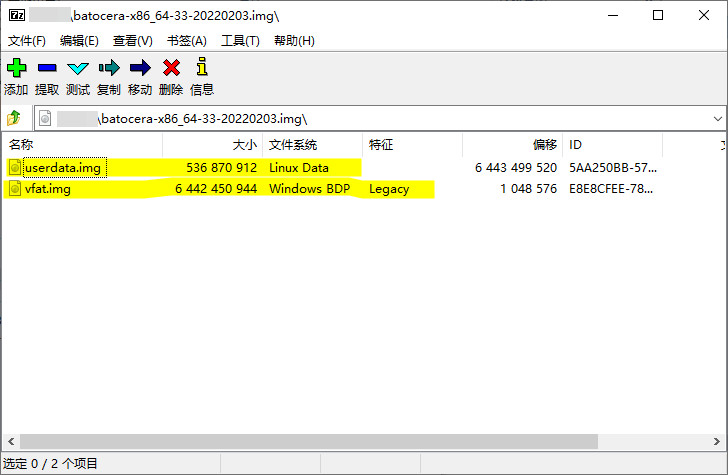 \batocera-x86_64-33-20220203.img\
文件(F) 编辑(E) 查看(V) 书签(A) 工具(T) 帮助(H)
添加 提取 测试 复制 移动 删除 信息
\batocera-x86_64-33-20220203.img\
名称 大小 文件系统 特征 偏移 ID
userdata.img 536 870 912 Linux Data 6 443 499 520 5AA250BB-57...
vfat.img 6 442 450 944 Windows BDP Legacy 1 048 576 E8E8CFEE-78...
选定 0 / 2 个项目